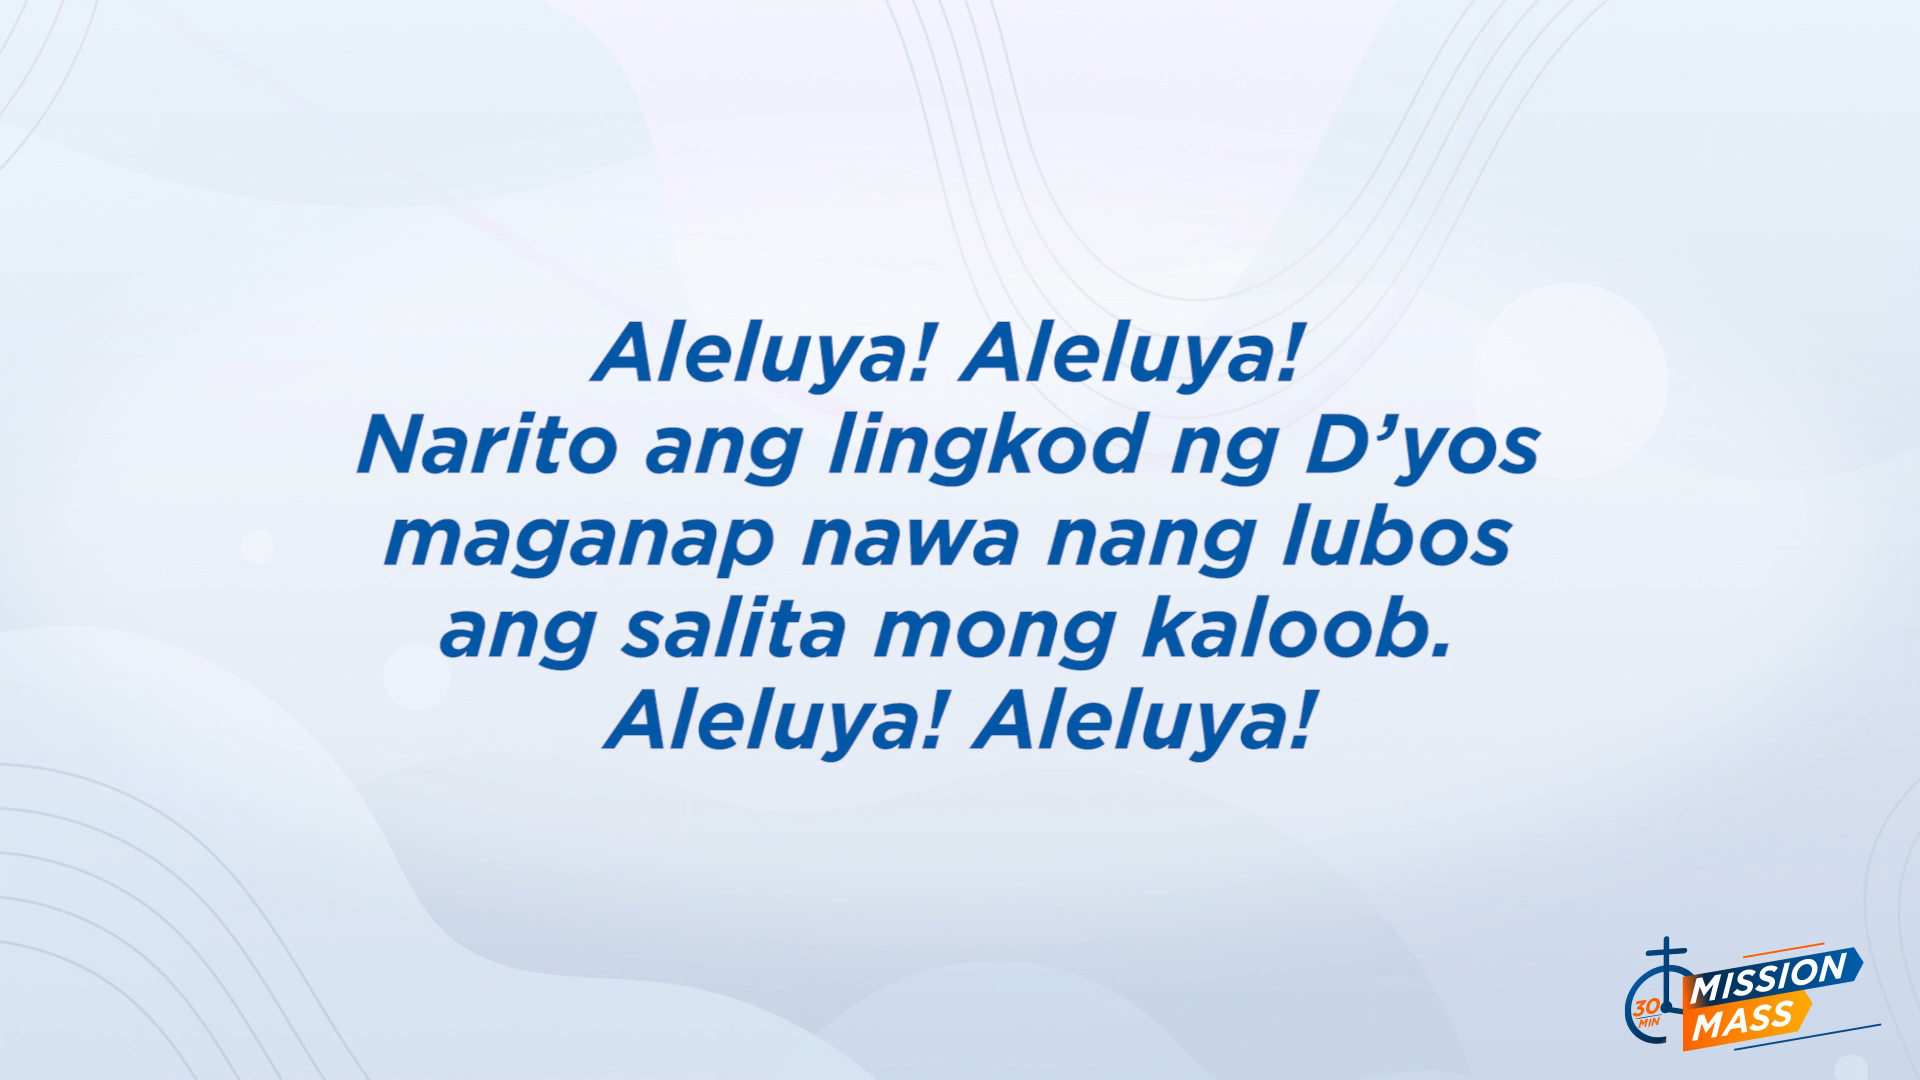 Aleluya! Aleluya!
Narito ang lingkod ng D’yos
maganap nawa nang lubos
ang salita mong kaloob.
Aleluya! Aleluya!
30
MIN
MISSION
MASS